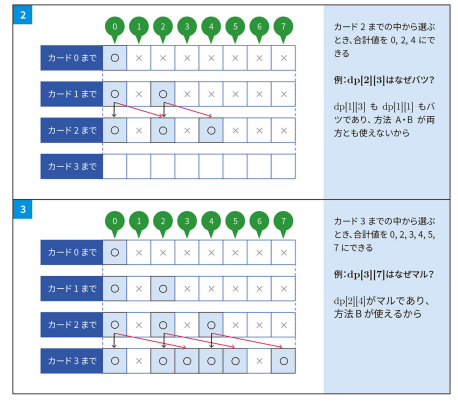 2
0 1 2 3 4 5 6 7
カード 0 まで ○ × × × × × × ×
カード 1 まで ○ × ○ × × × × ×
カード 2 まで ○ × ○ × ○ × × ×
カード 3 まで
カード 2 までの中から選ぶ
とき、合計値を 0, 2, 4 にで
きる
例：dp[2][3]はなぜバツ？
dp[1][3] も dp[1][1] もバ
ツであり、方法 A・B が両
方とも使えないから
3
0 1 2 3 4 5 6 7
カード 0 まで ○ × × × × × × ×
カード 1 まで ○ × ○ × × × × ×
カード 2 まで ○ × ○ × ○ × × ×
カード 3 まで ○ × ○ ○ ○ ○ × ○
カード 3 までの中から選ぶ
とき、合計値を 0, 2, 3, 4, 5,
7 にできる
例：dp[3][7]はなぜマル？
dp[2][4]がマルであり、
方法 B が使えるから